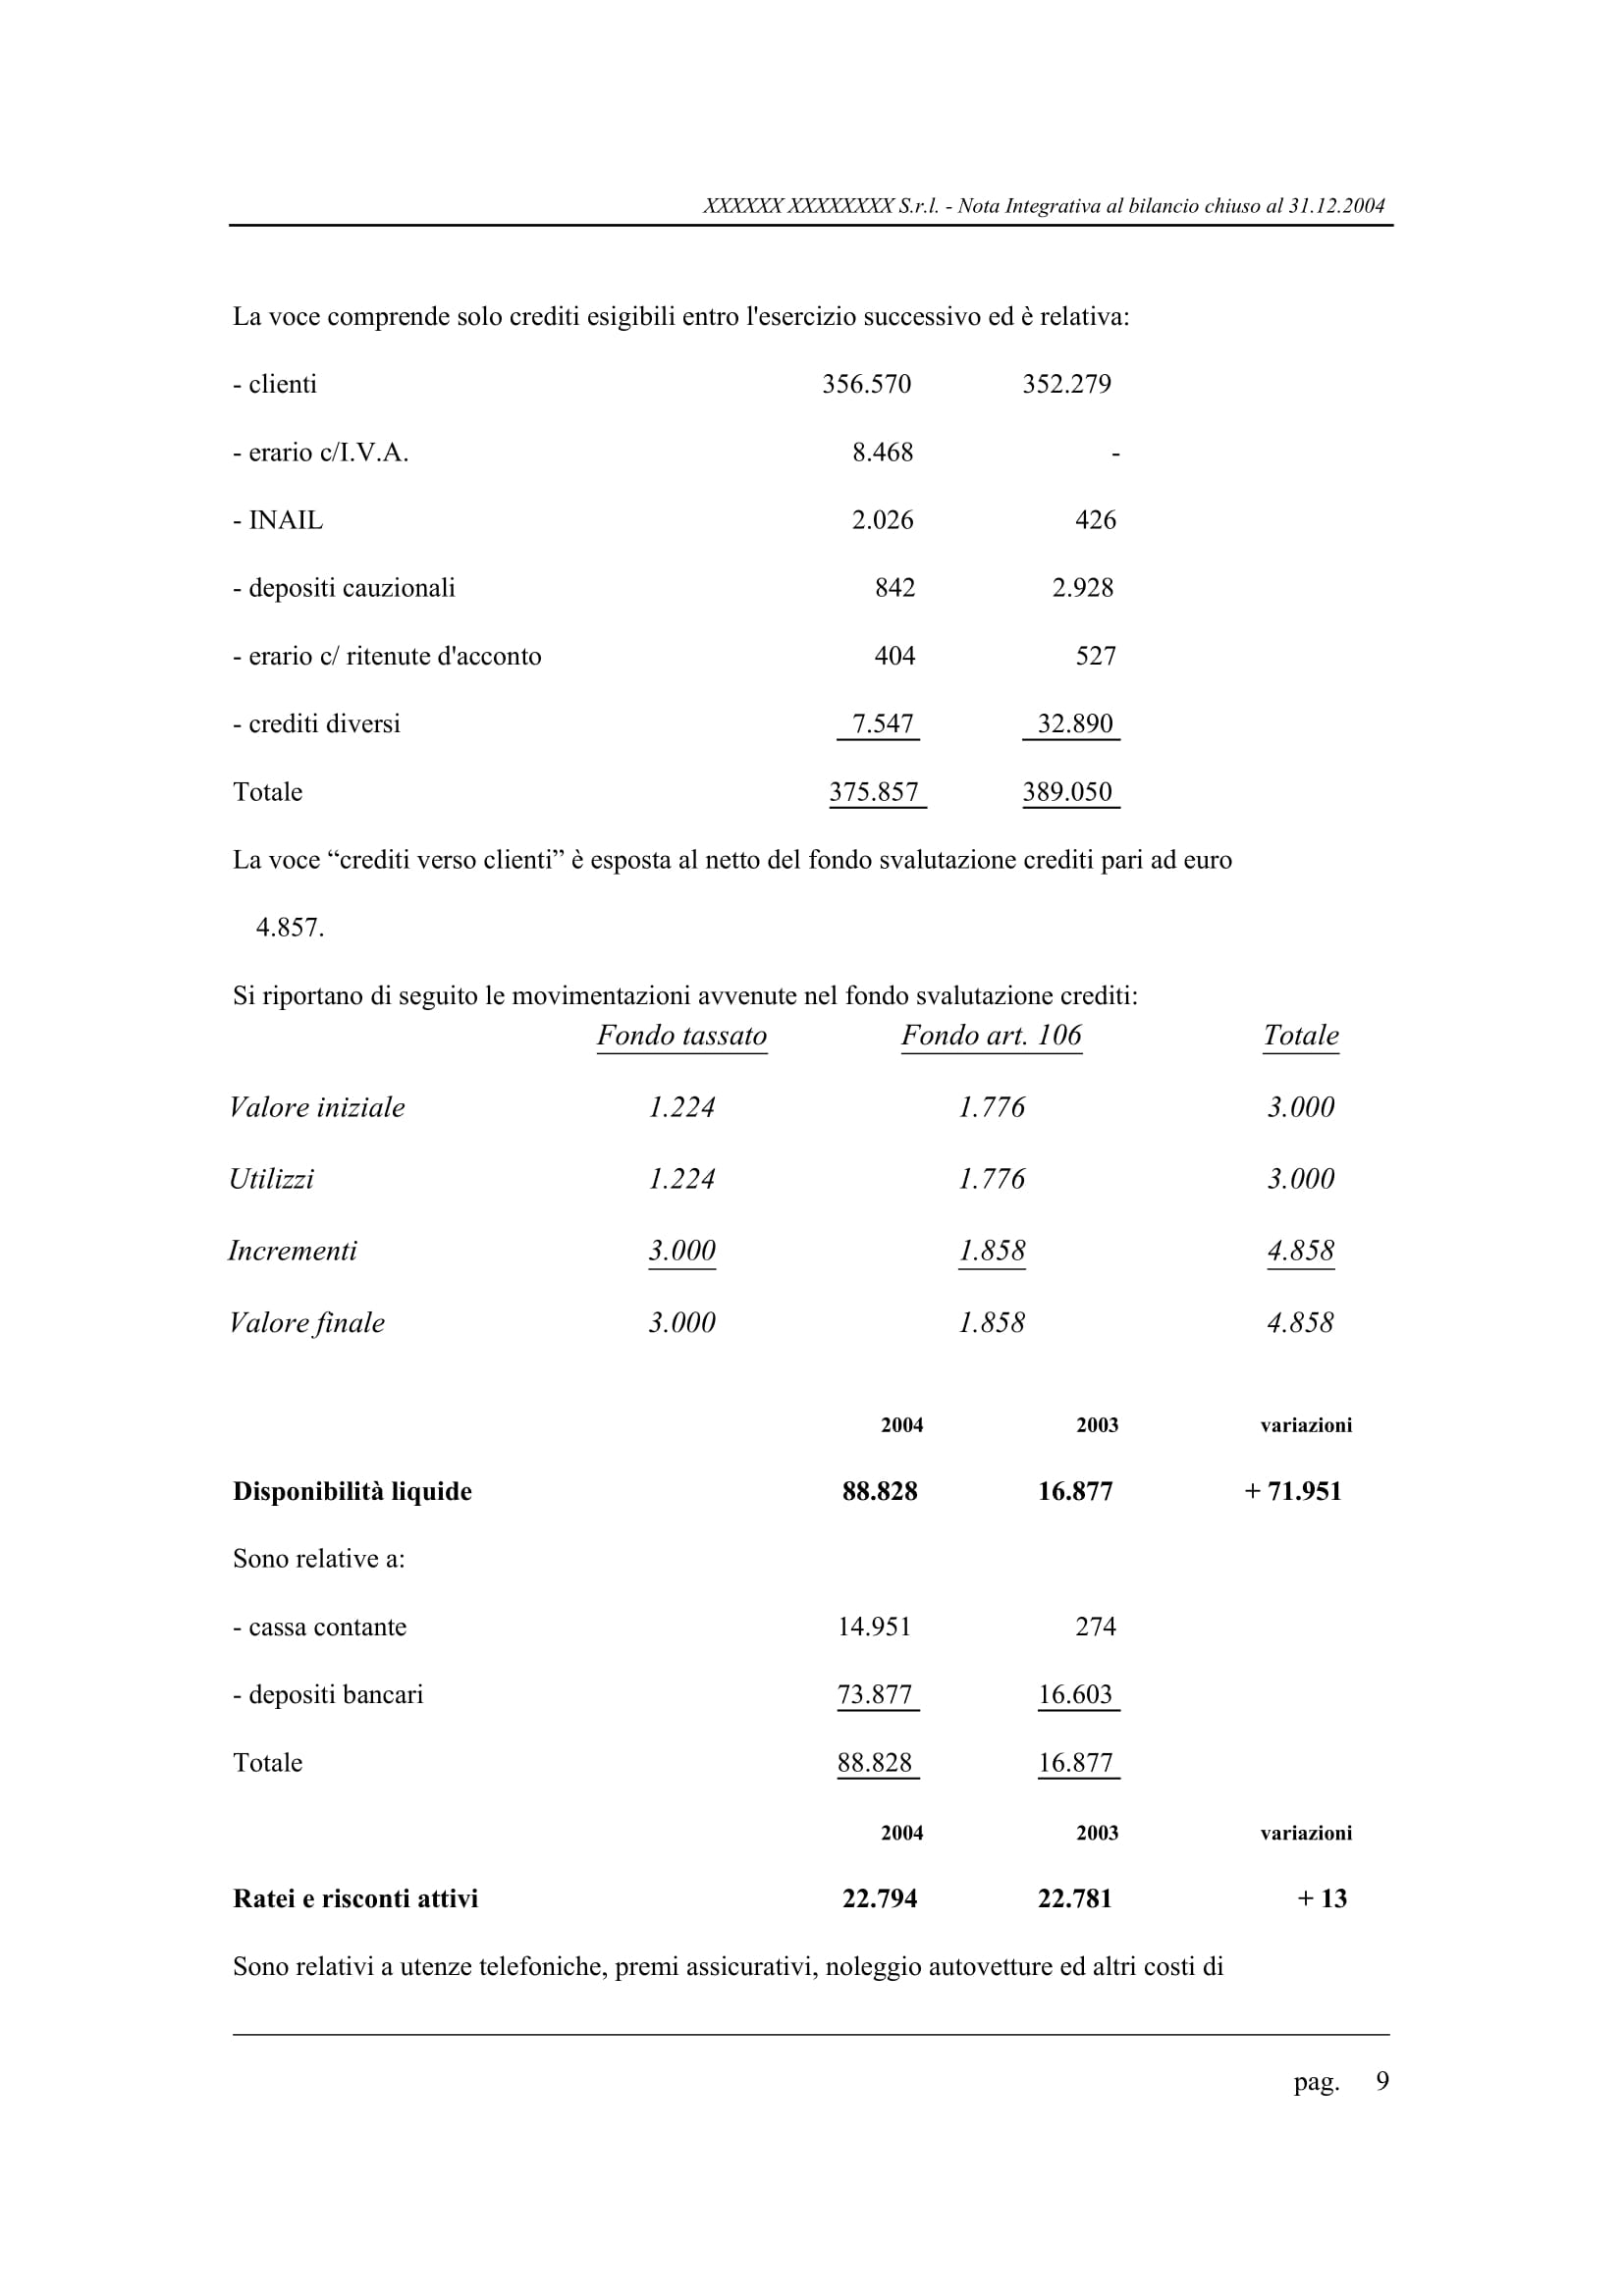 XXXXXX XXXXXXXX S.r.l. - Nota Integrativa al bilancio chiuso al 31.12.2004
La voce comprende solo crediti esigibili entro l'esercizio successivo ed è relativa:
- clienti 356.570 352.279
- erario c/I.V.A. 8.468 -
- INAIL 2.026 426
- depositi cauzionali 842 2.928
- erario c/ ritenute d'acconto 404 527
- crediti diversi 7.547 32.890
Totale 375.857 389.050
La voce “crediti verso clienti” è esposta al netto del fondo svalutazione crediti pari ad euro
4.857.
Si riportano di seguito le movimentazioni avvenute nel fondo svalutazione crediti:
Fondo tassato Fondo art. 106 Totale
Valore iniziale 1.224 1.776 3.000
Utilizzi 1.224 1.776 3.000
Incrementi 3.000 1.858 4.858
Valore finale 3.000 1.858 4.858
2004 2003 variazioni
Disponibilità liquide 88.828 16.877 + 71.951
Sono relative a:
- cassa contante 14.951 274
- depositi bancari 73.877 16.603
Totale 88.828 16.877
2004 2003 variazioni
Ratei e risconti attivi 22.794 22.781 + 13
Sono relativi a utenze telefoniche, premi assicurativi, noleggio autovetture ed altri costi di
pag. 9